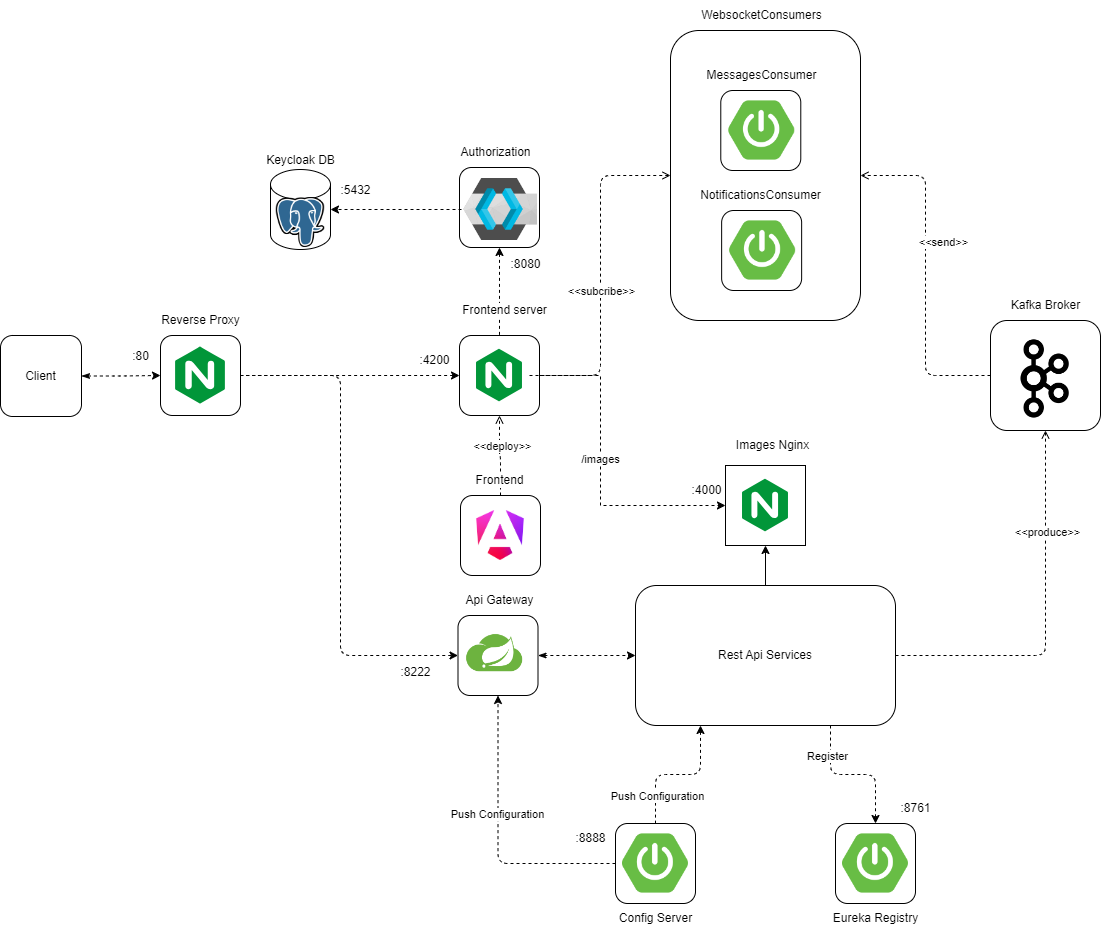 WebsocketConsumers
MessagesConsumer
NotificationsConsumer
Keycloak DB
:5432
Authorization
:8080
<<subcribe>>
<<send>>
Kafka Broker
Frontend server
Reverse Proxy
:80
:4200
Client
N
N
<<deploy>>
/images
Images Nginx
:4000
N
Frontend
<<produce>>
Api Gateway
:8222
Rest Api Services
Register
Push Configuration
Push Configuration
:8888
:8761
Config Server
Eureka Registry